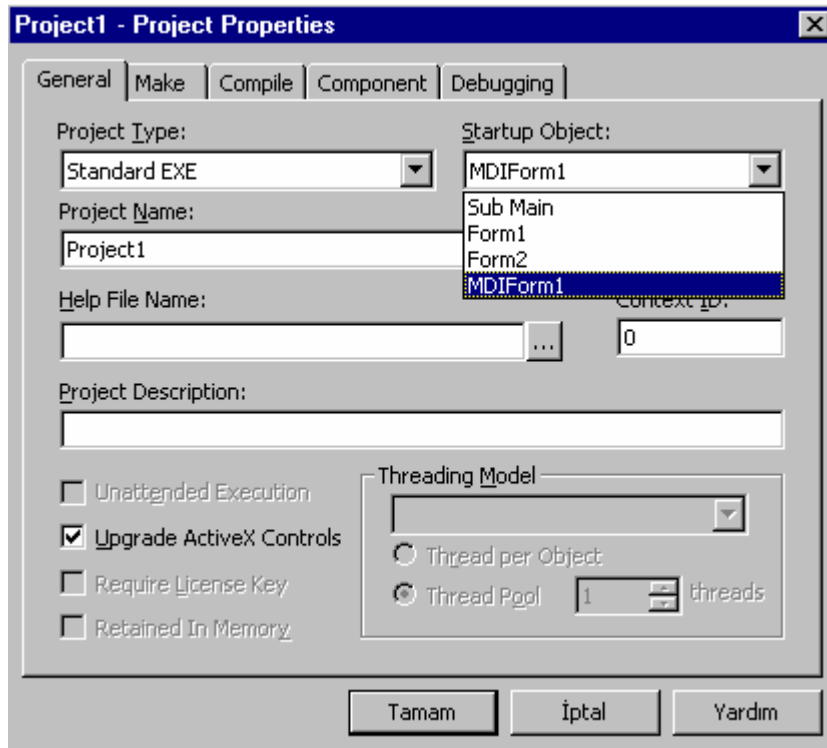 Project1 - Project Properties
General Make Compile Component Debugging
Project Type: Startup Object:
Standard EXE MDIForm1
Project Name: Sub Main
Project1 Form1
Form2
MDIForm1
Help File Name: Context ID:
... 0
Project Description:
Unattended Execution Threading Model
Upgrade ActiveX Controls
Thread per Object
Require License Key Thread Pool 1 threads
Retained In Memory
Tamam İptal Yardım